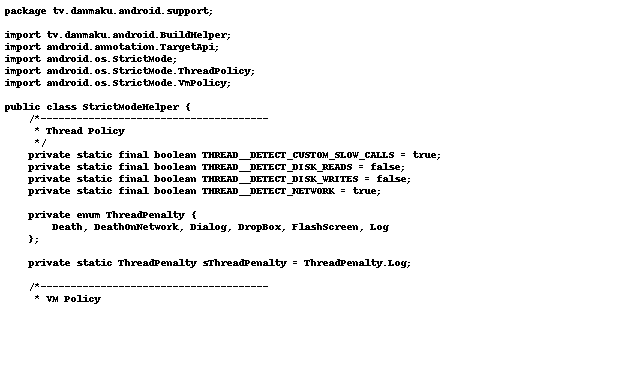 package tv.danmaku.android.support;

import tv.danmaku.android.BuildHelper;
import android.annotation.TargetApi;
import android.os.StrictMode;
import android.os.StrictMode.ThreadPolicy;
import android.os.StrictMode.VmPolicy;

public class StrictModeHelper {
    /*--------------------------------------
     * Thread Policy
     */
    private static final boolean THREAD__DETECT_CUSTOM_SLOW_CALLS = true;
    private static final boolean THREAD__DETECT_DISK_READS = false;
    private static final boolean THREAD__DETECT_DISK_WRITES = false;
    private static final boolean THREAD__DETECT_NETWORK = true;

    private enum ThreadPenalty {
        Death, DeathOnNetwork, Dialog, DropBox, FlashScreen, Log
    };

    private static ThreadPenalty sThreadPenalty = ThreadPenalty.Log;

    /*--------------------------------------
     * VM Policy